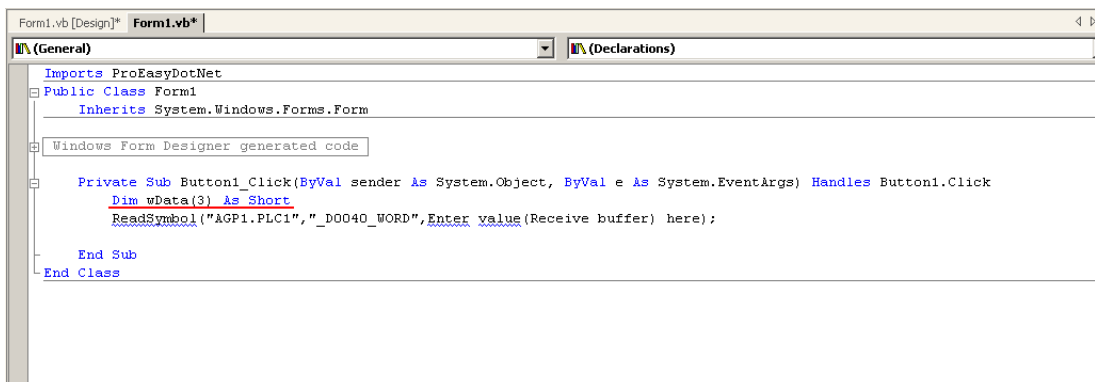 Form1.vb [Design]* Form1.vb*
(General) (Declarations)
Imports ProEasyDotNet
Public Class Form1
Inherits System.Windows.Forms.Form
Windows Form Designer generated code
Private Sub Button1_Click(ByVal sender As System.Object, ByVal e As System.EventArgs) Handles Button1.Click
Dim wData(3) As Short
ReadSymbol("AGP1.PLC1","_D0040_WORD",Enter value(Receive buffer) here);
End Sub
End Class